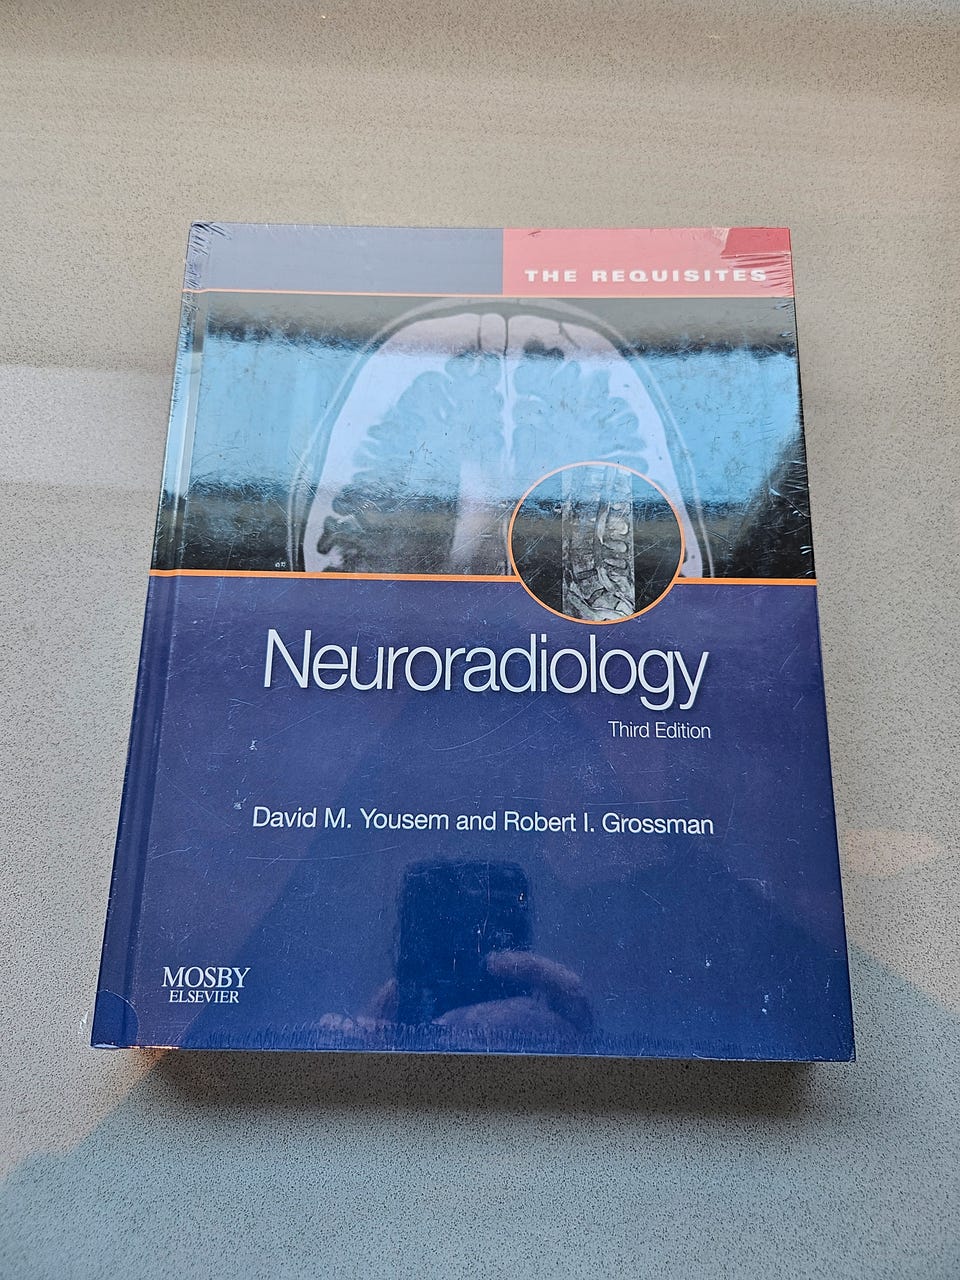 THE REQUISITES
Neuroradiology
Third Edition
David M. Yousem and Robert I. Grossman
MOSBY
ELSEVIER